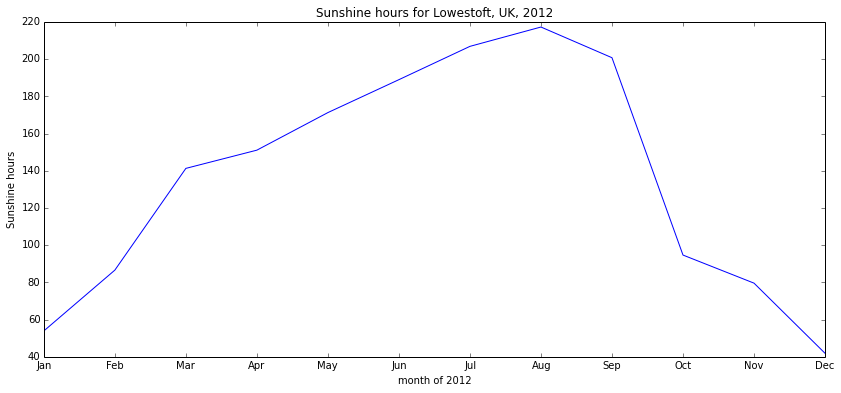 Sunshine hours for Lowestoft, UK, 2012
220
200
180
160
140
120
100
80
60
40
Sunshine hours
Jan Feb Mar Apr May Jun Jul Aug Sep Oct Nov Dec
month of 2012